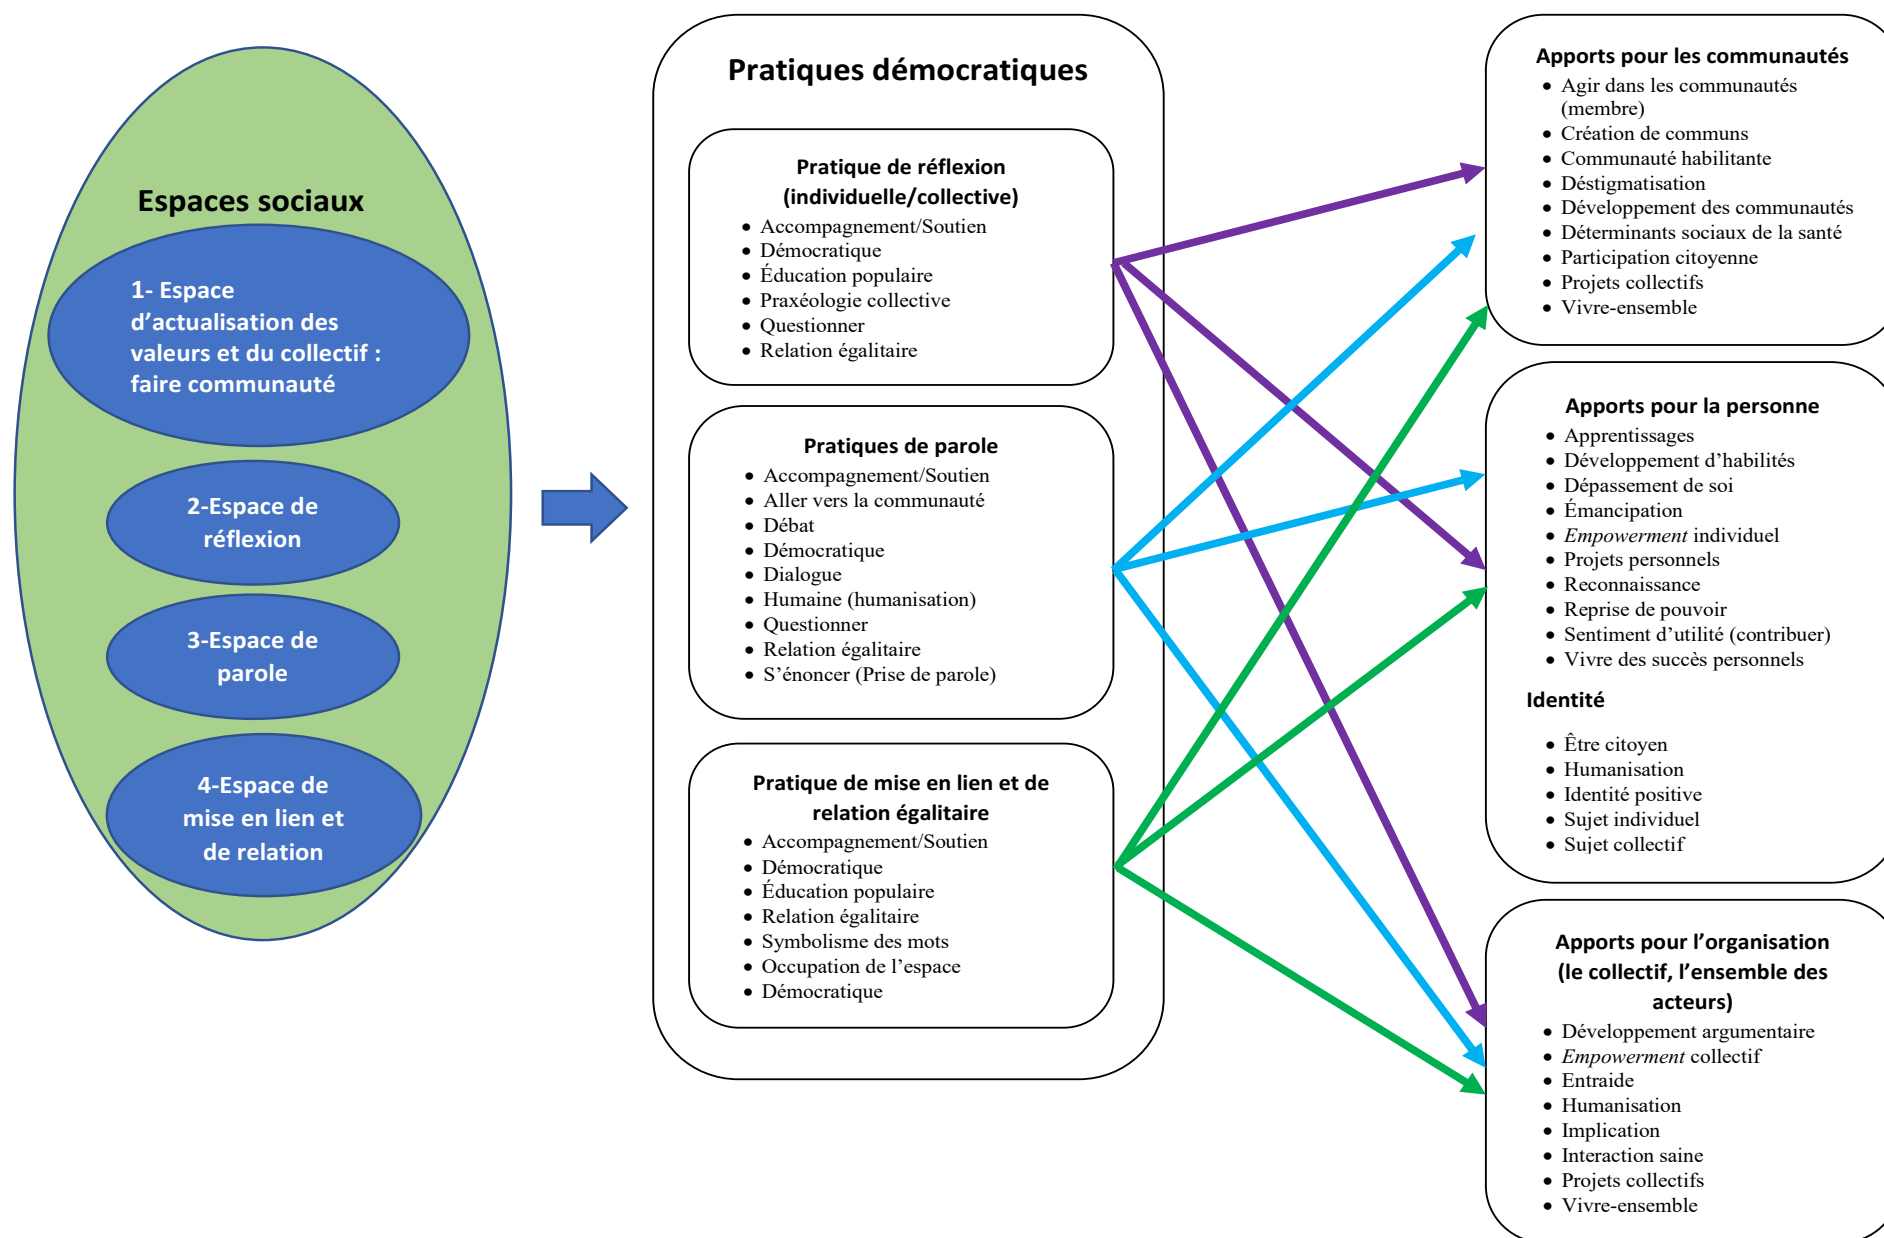 Espaces sociaux
1- Espace
d’actualisation des
valeurs et du collectif :
faire communauté
2-Espace de
réflexion
3-Espace de
parole
4-Espace de
mise en lien et
de relation
Pratiques démocratiques
Pratique de réflexion
(individuelle/collective)
• Accompagnement/Soutien
• Démocratique
• Éducation populaire
• Praxéologie collective
• Questionner
• Relation égalitaire
Pratiques de parole
• Accompagnement/Soutien
• Aller vers la communauté
• Débat
• Démocratique
• Dialogue
• Humaine (humanisation)
• Questionner
• Relation égalitaire
• S’énoncer (Prise de parole)
Pratique de mise en lien et de
relation égalitaire
• Accompagnement/Soutien
• Démocratique
• Éducation populaire
• Relation égalitaire
• Symbolisme des mots
• Occupation de l’espace
• Démocratique
Apports pour les communautés
• Agir dans les communautés
(membre)
• Création de communs
• Communauté habilitante
• Déstigmatisation
• Développement des communautés
• Déterminants sociaux de la santé
• Participation citoyenne
• Projets collectifs
• Vivre-ensemble
Apports pour la personne
• Apprentissages
• Développement d’habilités
• Dépassement de soi
• Émancipation
• Empowerment individuel
• Projets personnels
• Reconnaissance
• Reprise de pouvoir
• Sentiment d’utilité (contribuer)
• Vivre des succès personnels
Identité
• Être citoyen
• Humanisation
• Identité positive
• Sujet individuel
• Sujet collectif
Apports pour l’organisation
(le collectif, l’ensemble des
acteurs)
• Développement argumentaire
• Empowerment collectif
• Entraide
• Humanisation
• Implication
• Interaction saine
• Projets collectifs
• Vivre-ensemble